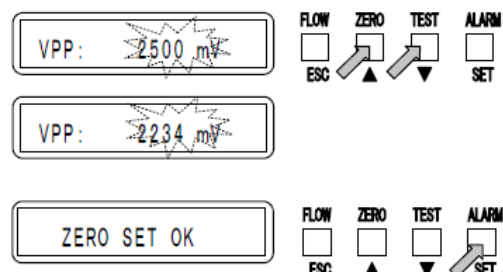 FLOW ZERO TEST ALARM
VPP: 2500 mV
ESC ▲ ▼ SET
VPP: 2234 mV
FLOW ZERO TEST ALARM
ZERO SET OK
ESC ▲ ▼ SET